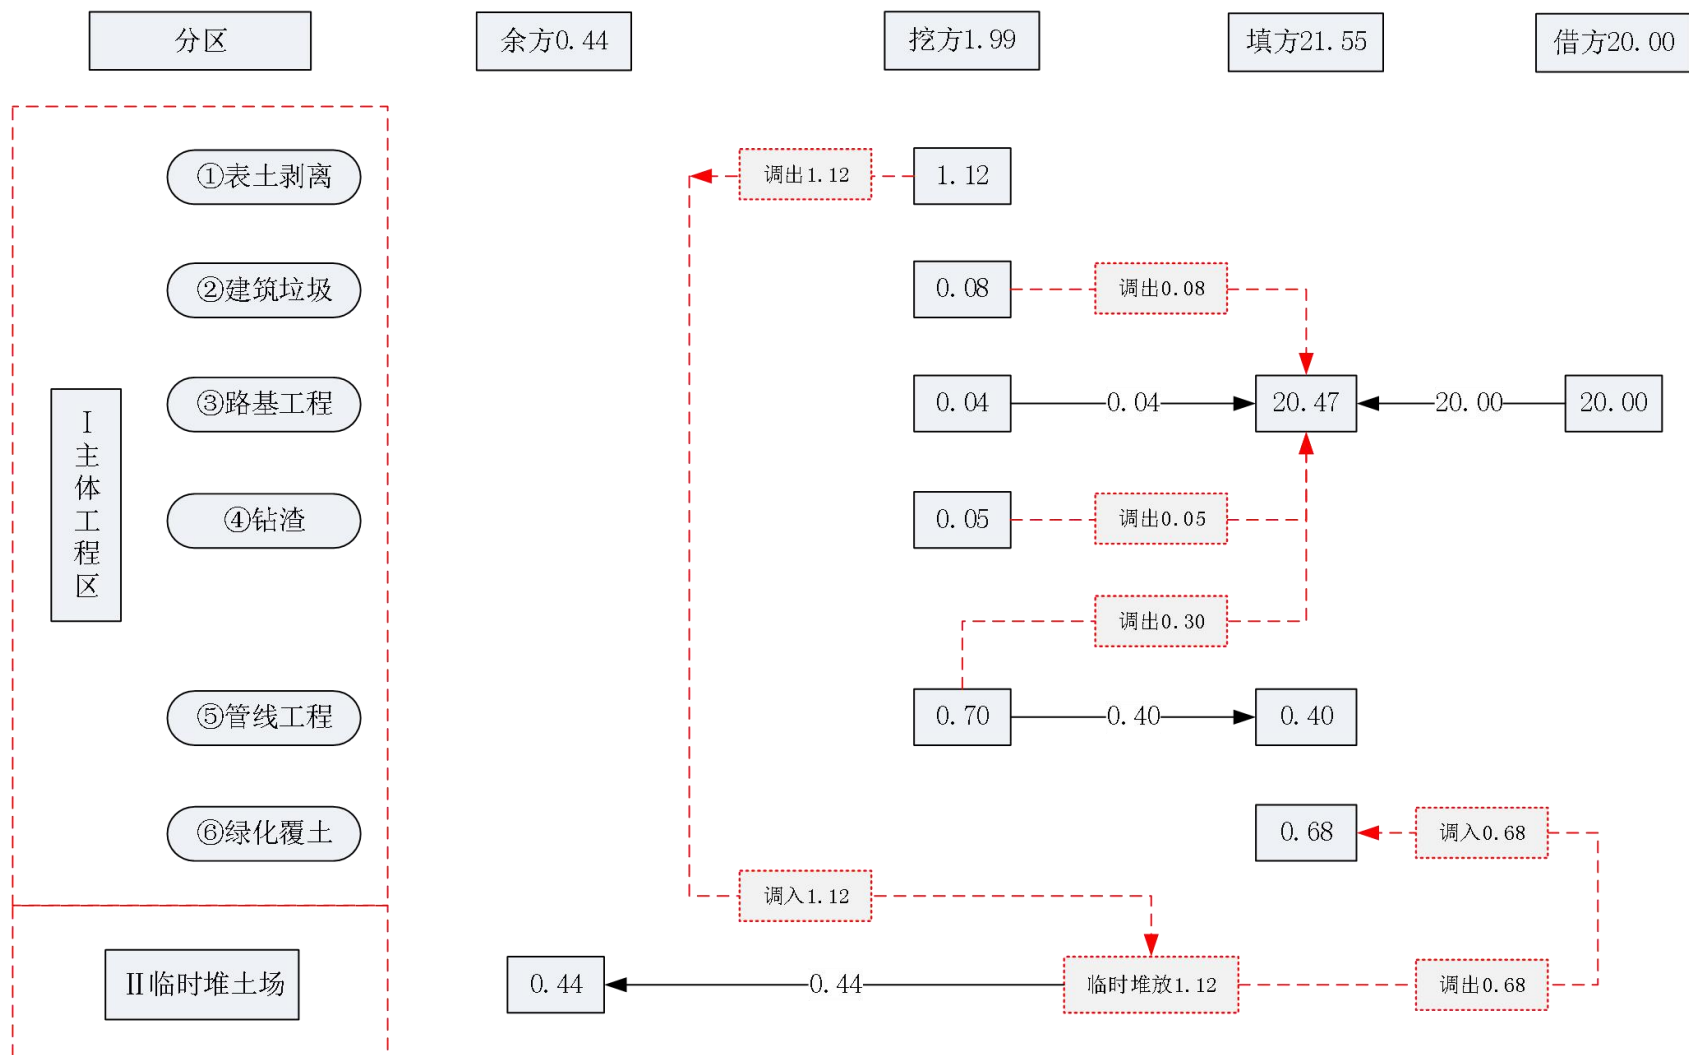 分区
余方0.44
挖方1.99
填方21.55
借方20.00
①表土剥离
调出1.12
1.12
②建筑垃圾
0.08
调出0.08
Ⅰ主体工程区
③路基工程
0.04
0.04
20.47
20.00
20.00
④钻渣
0.05
调出0.05
调出0.30
⑤管线工程
0.70
0.40
0.40
⑥绿化覆土
0.68
调入0.68
调入1.12
Ⅱ临时堆土场
0.44
0.44
临时堆放1.12
调出0.68